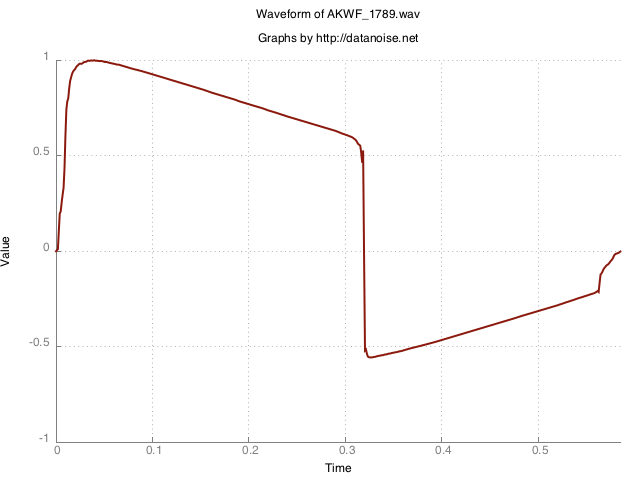 Waveform of AKWF_1789.wav
Graphs by http://datanoise.net
1
0.5
0
-0.5
-1
Value
0 0.1 0.2 0.3 0.4 0.5
Time